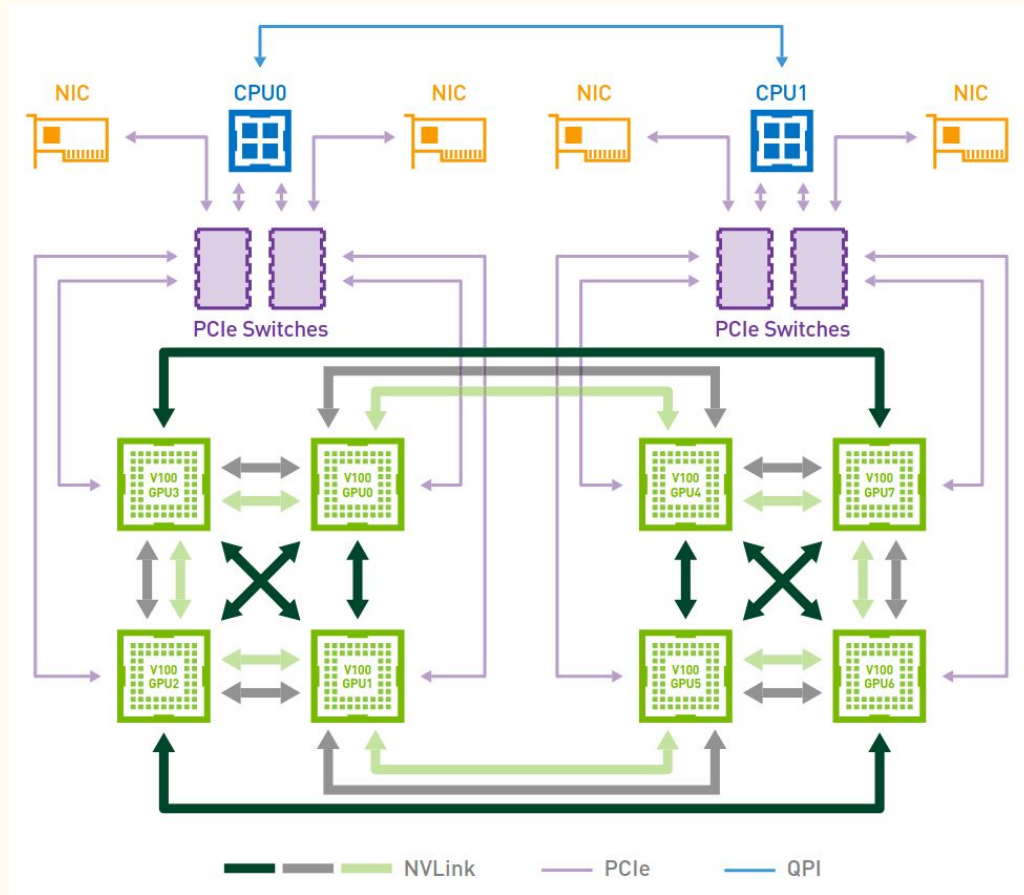 NIC
CPU0
NIC
NIC
CPU1
NIC
PCIe Switches
PCIe Switches
V100
GPU3
V100
GPU0
V100
GPU4
V100
GPU7
V100
GPU2
V100
GPU1
V100
GPU5
V100
GPU6
NVLink
PCIe
QPI